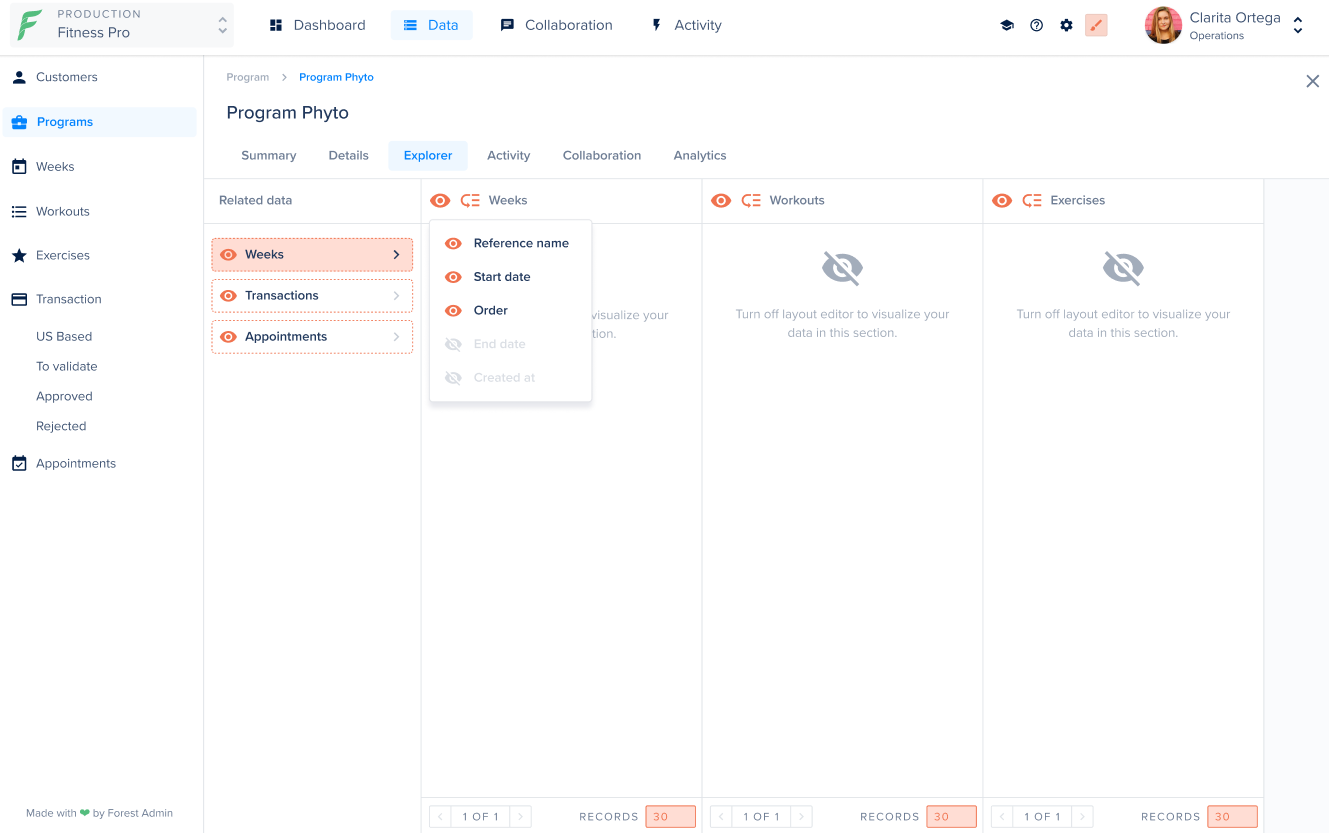 PRODUCTION
Fitness Pro
Dashboard
Data
Collaboration
Activity
Clarita Ortega
Operations
Customers
Programs
Weeks
Workouts
Exercises
Transaction
US Based
To validate
Approved
Rejected
Appointments
Made with ❤ by Forest Admin
Program > Program Phyto
Program Phyto
Summary
Details
Explorer
Activity
Collaboration
Analytics
Related data
Weeks
Transactions
Appointments
Weeks
Reference name
Start date
Order
End date
Created at
visualize your
tion.
1 OF 1
RECORDS 30
Workouts
Turn off layout editor to visualize your
data in this section.
1 OF 1
RECORDS 30
Exercises
Turn off layout editor to visualize your
data in this section.
1 OF 1
RECORDS 30